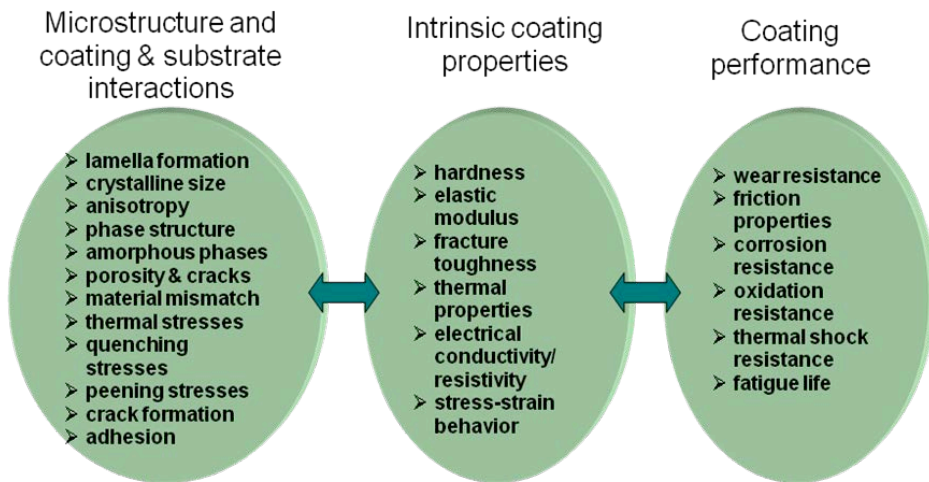 Microstructure and
coating & substrate
interactions
➢ lamella formation
➢ crystalline size
➢ anisotropy
➢ phase structure
➢ amorphous phases
➢ porosity & cracks
➢ material mismatch
➢ thermal stresses
➢ quenching
stresses
➢ peening stresses
➢ crack formation
➢ adhesion
Intrinsic coating
properties
➢ hardness
➢ elastic
modulus
➢ fracture
toughness
➢ thermal
properties
➢ electrical
conductivity/
resistivity
➢ stress-strain
behavior
Coating
performance
➢ wear resistance
➢ friction
properties
➢ corrosion
resistance
➢ oxidation
resistance
➢ thermal shock
resistance
➢ fatigue life